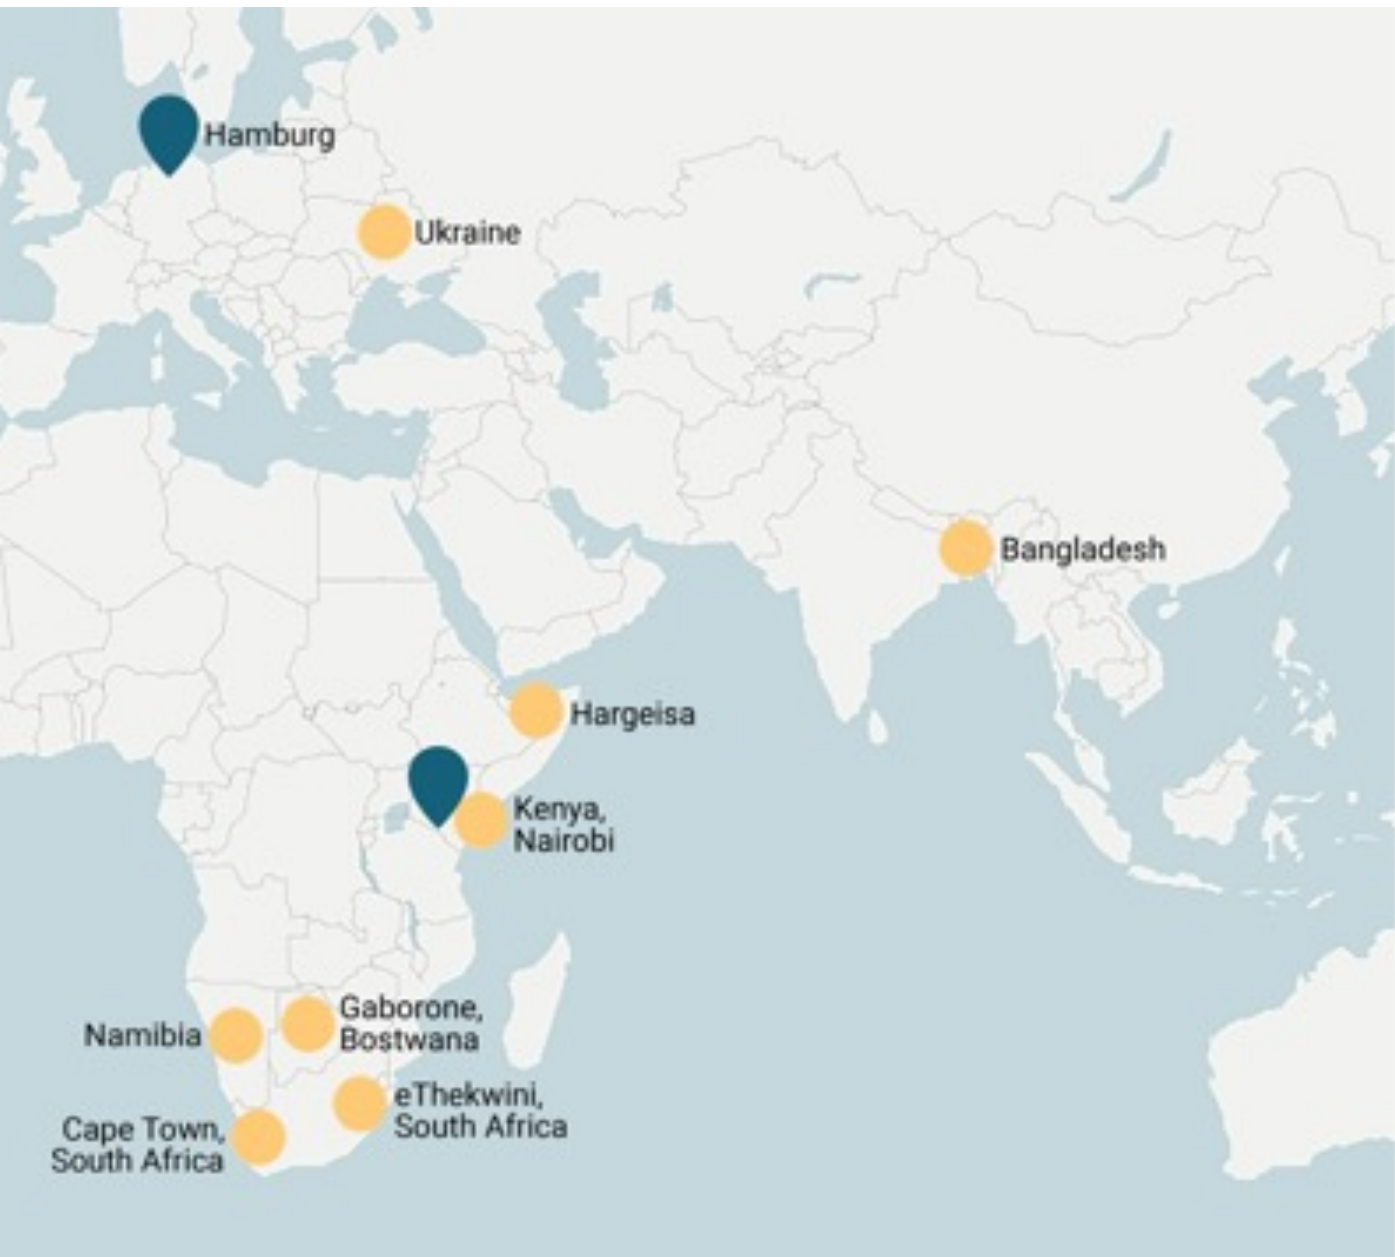 Hamburg
Ukraine
Bangladesh
Hargeisa
Kenya,
Nairobi
Gaborone,
Bostwana
Namibia
eThekwini,
South Africa
Cape Town,
South Africa